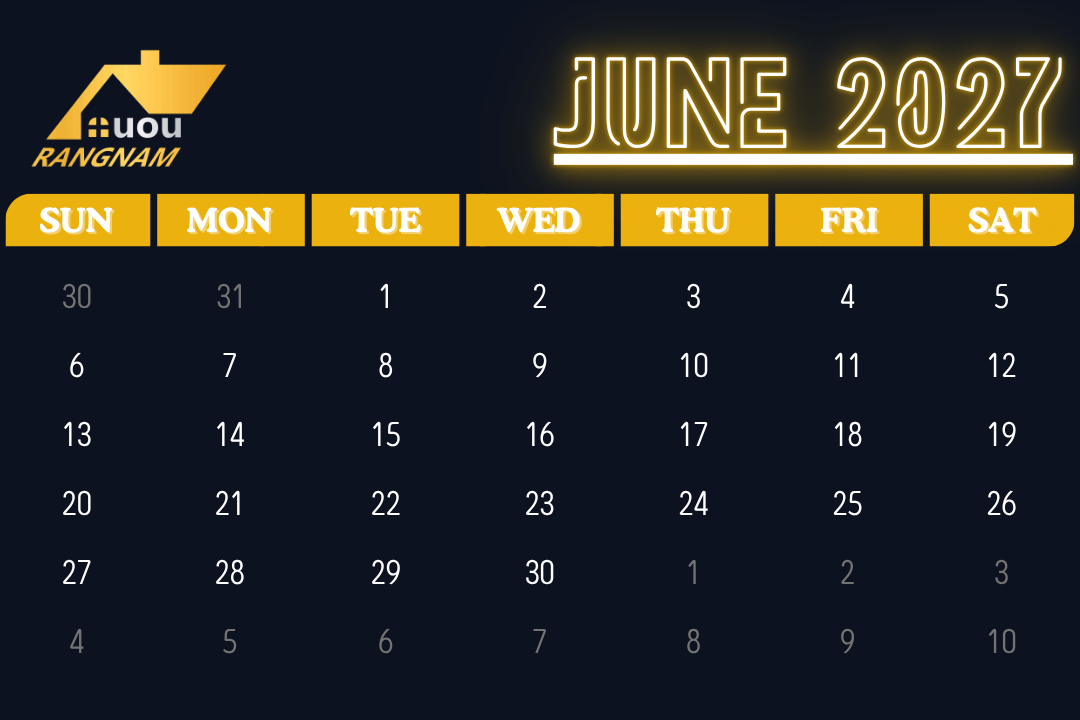 uou
RANGNAM
JUNE 2027
SUN MON TUE WED THU FRI SAT
30 31 1 2 3 4 5
6 7 8 9 10 11 12
13 14 15 16 17 18 19
20 21 22 23 24 25 26
27 28 29 30 1 2 3
4 5 6 7 8 9 10